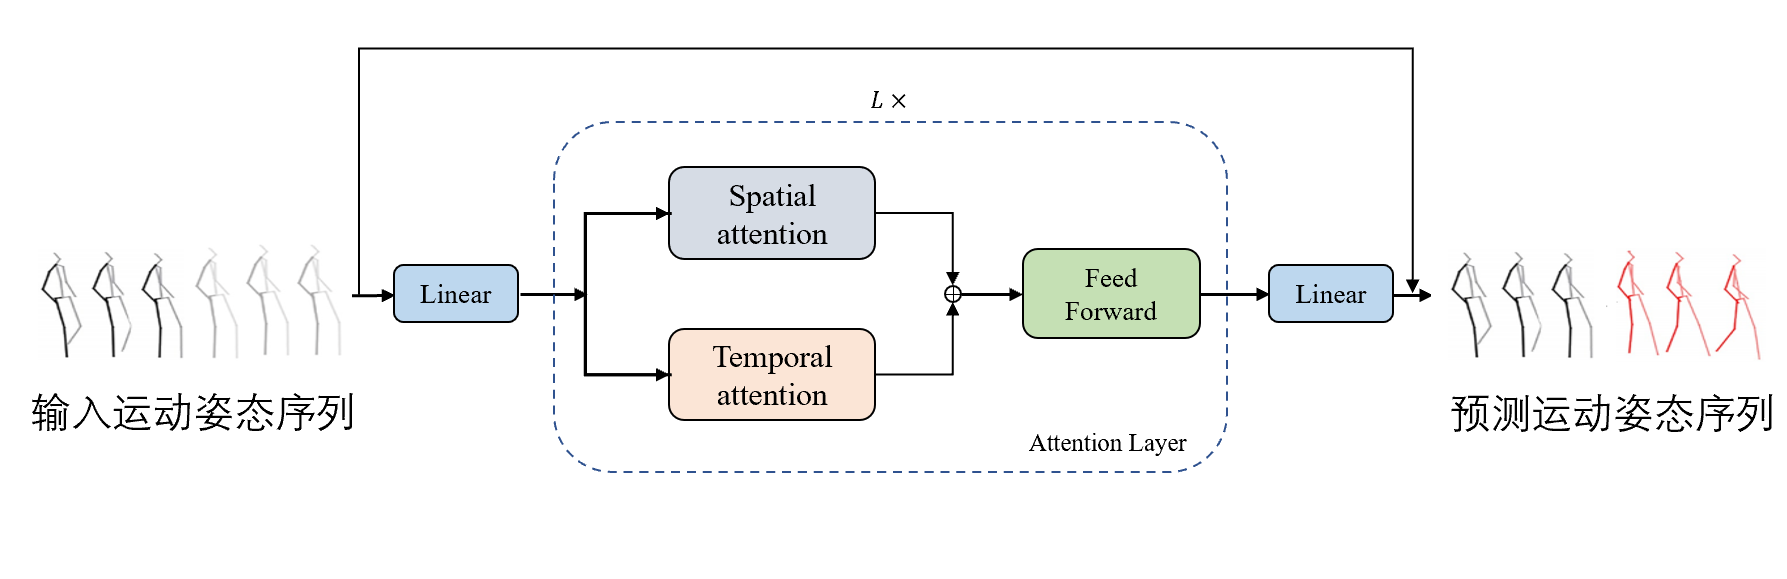 L ×
Spatial
attention
Linear
Feed
Forward
Linear
Temporal
attention
Attention Layer
输入运动姿态序列
预测运动姿态序列